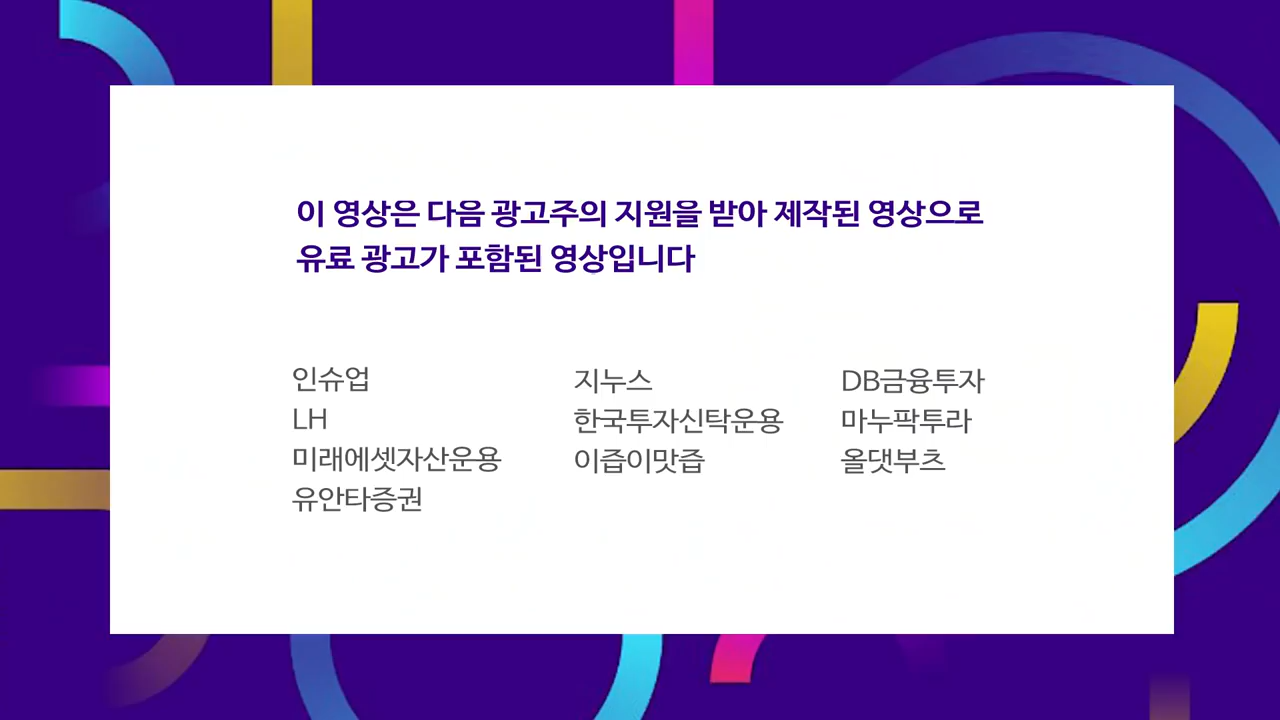 이 영상은 다음 광고주의 지원을 받아 제작된 영상으로
유료 광고가 포함된 영상입니다
인슈업
LH
미래에셋자산운용
유안타증권
지누스
한국투자신탁운용
이즙이맛즙
DB금융투자
마누팍투라
올댓부츠